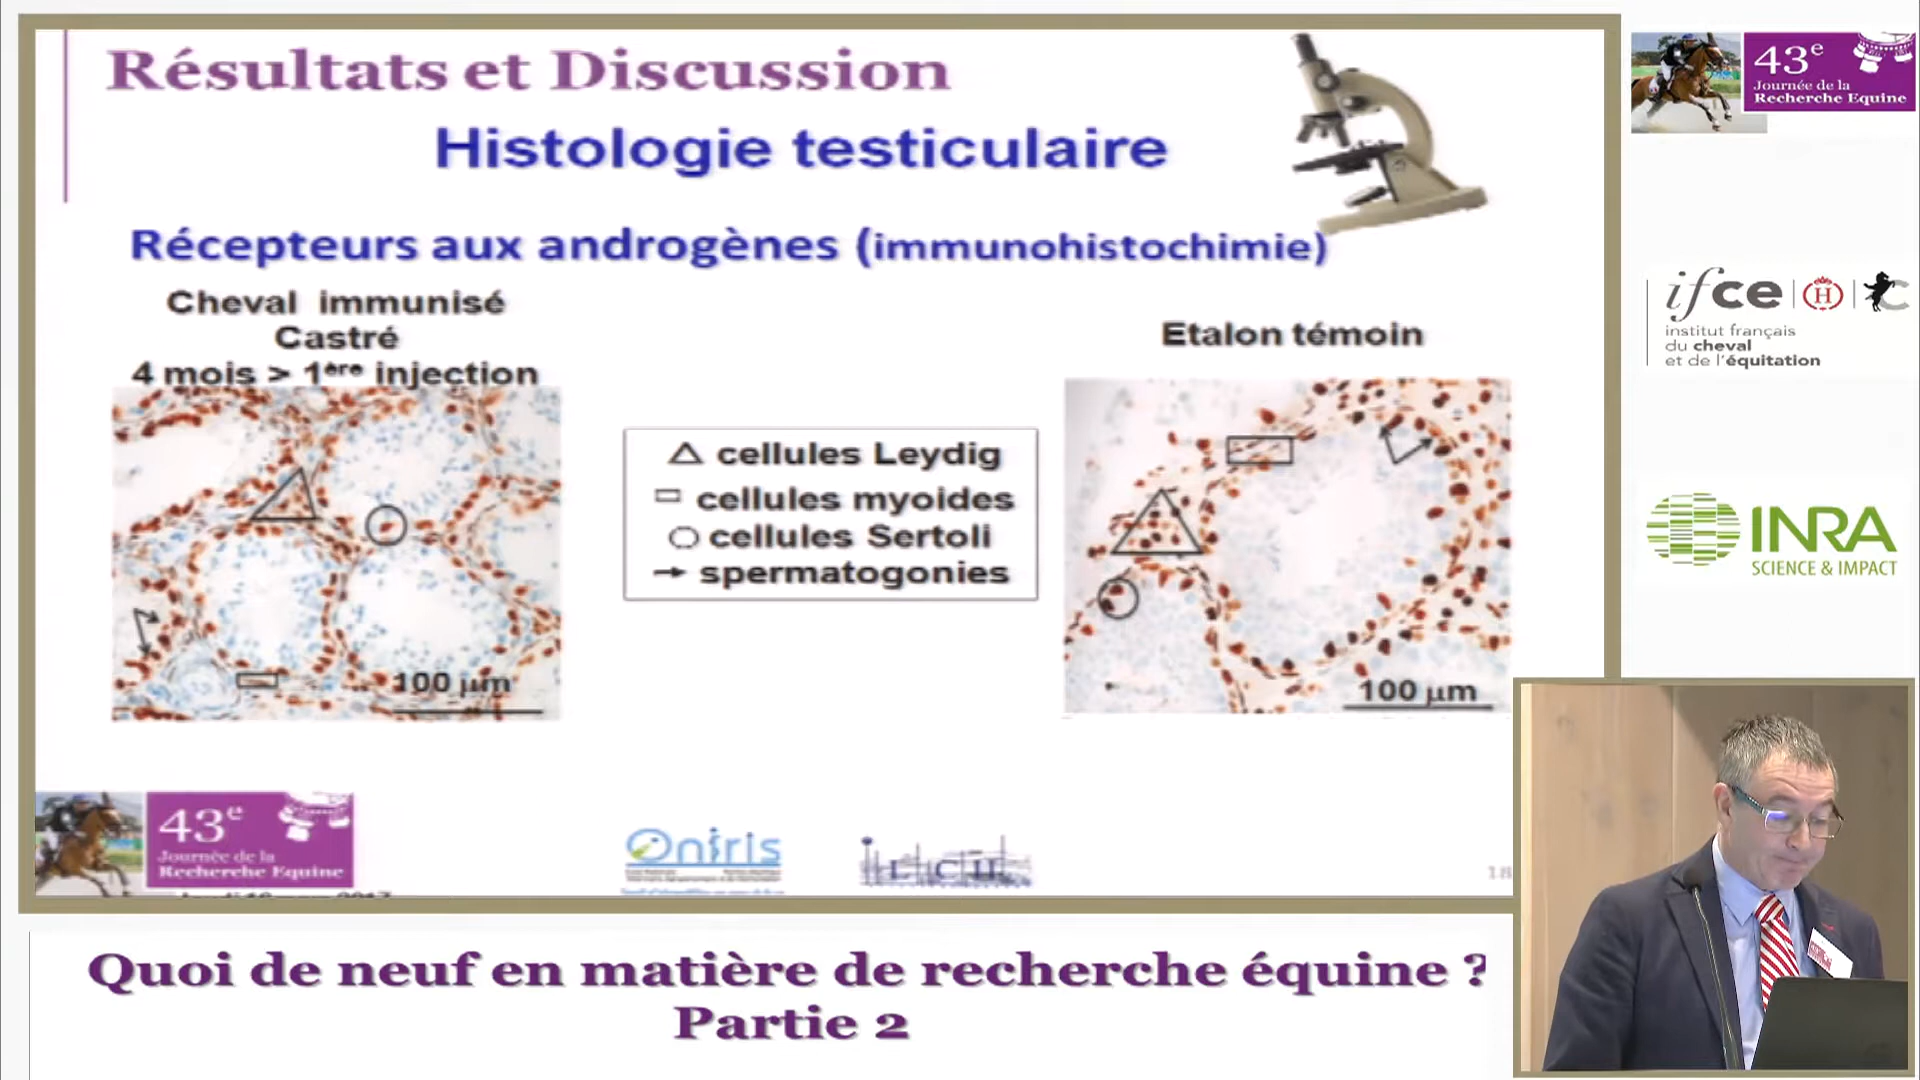 Résultats et Discussion
Histologie testiculaire
Récepteurs aux androgènes (immunohistochimie)
Cheval immunisé
Castré
4 mois > 1ère injection
Etalon témoin
cellules Leydig
cellules myoides
cellules Sertoli
spermatogonies
100 µm
100 µm
43e
Journée de la
Recherche Equine
Oniris
LCH
18
43e
Journée de la
Recherche Equine
ifce
institut français
du cheval
et de l'équitation
INRA
SCIENCE & IMPACT
Quoi de neuf en matière de recherche équine ?
Partie 2